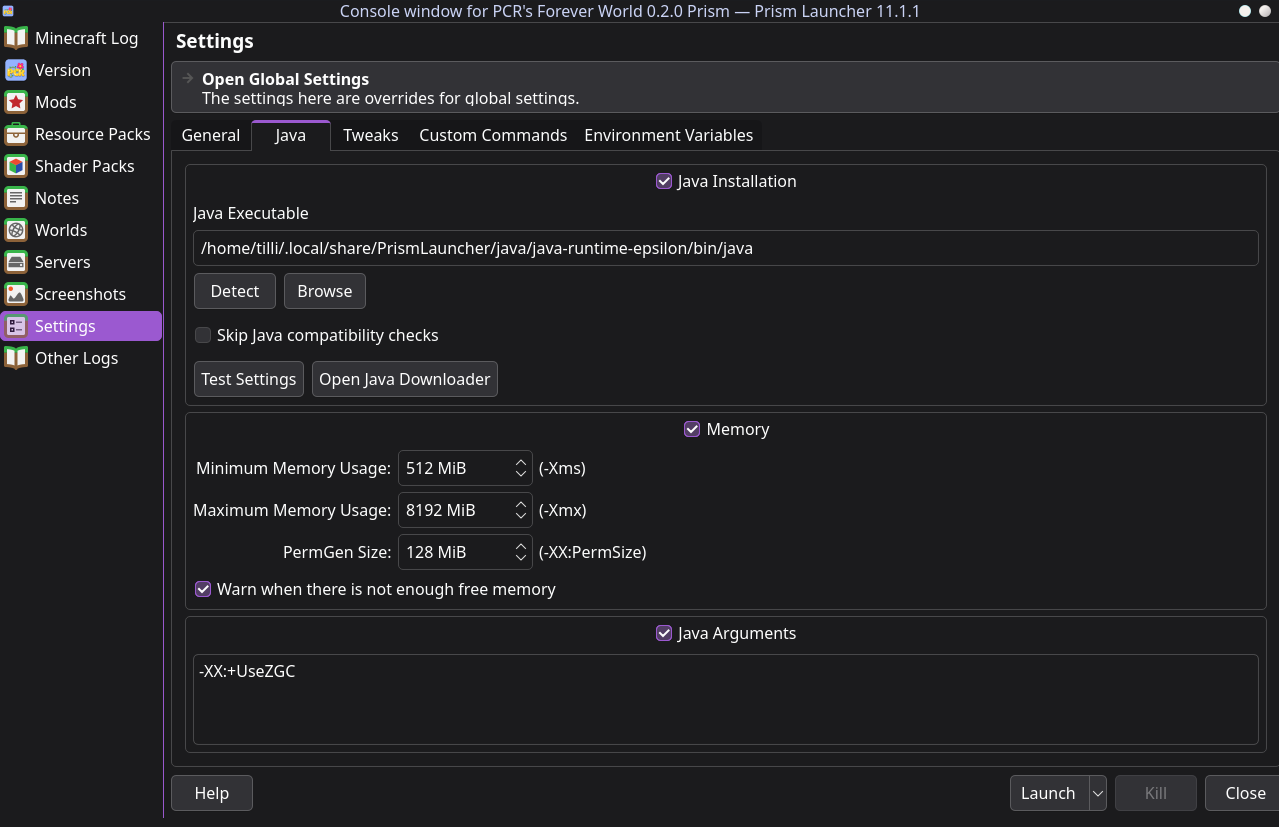 Console window for PCR's Forever World 0.2.0 Prism — Prism Launcher 11.1.1
Minecraft Log
Version
Mods
Resource Packs
Shader Packs
Notes
Worlds
Servers
Screenshots
Settings
Other Logs
Settings
Open Global Settings
The settings here are overrides for global settings.
General Java Tweaks Custom Commands Environment Variables
Java Installation
Java Executable
/home/tilli/.local/share/PrismLauncher/java/java-runtime-epsilon/bin/java
Detect Browse
Skip Java compatibility checks
Test Settings Open Java Downloader
Memory
Minimum Memory Usage: 512 MiB (-Xms)
Maximum Memory Usage: 8192 MiB (-Xmx)
PermGen Size: 128 MiB (-XX:PermSize)
Warn when there is not enough free memory
Java Arguments
-XX:+UseZGC
Help Launch Kill Close